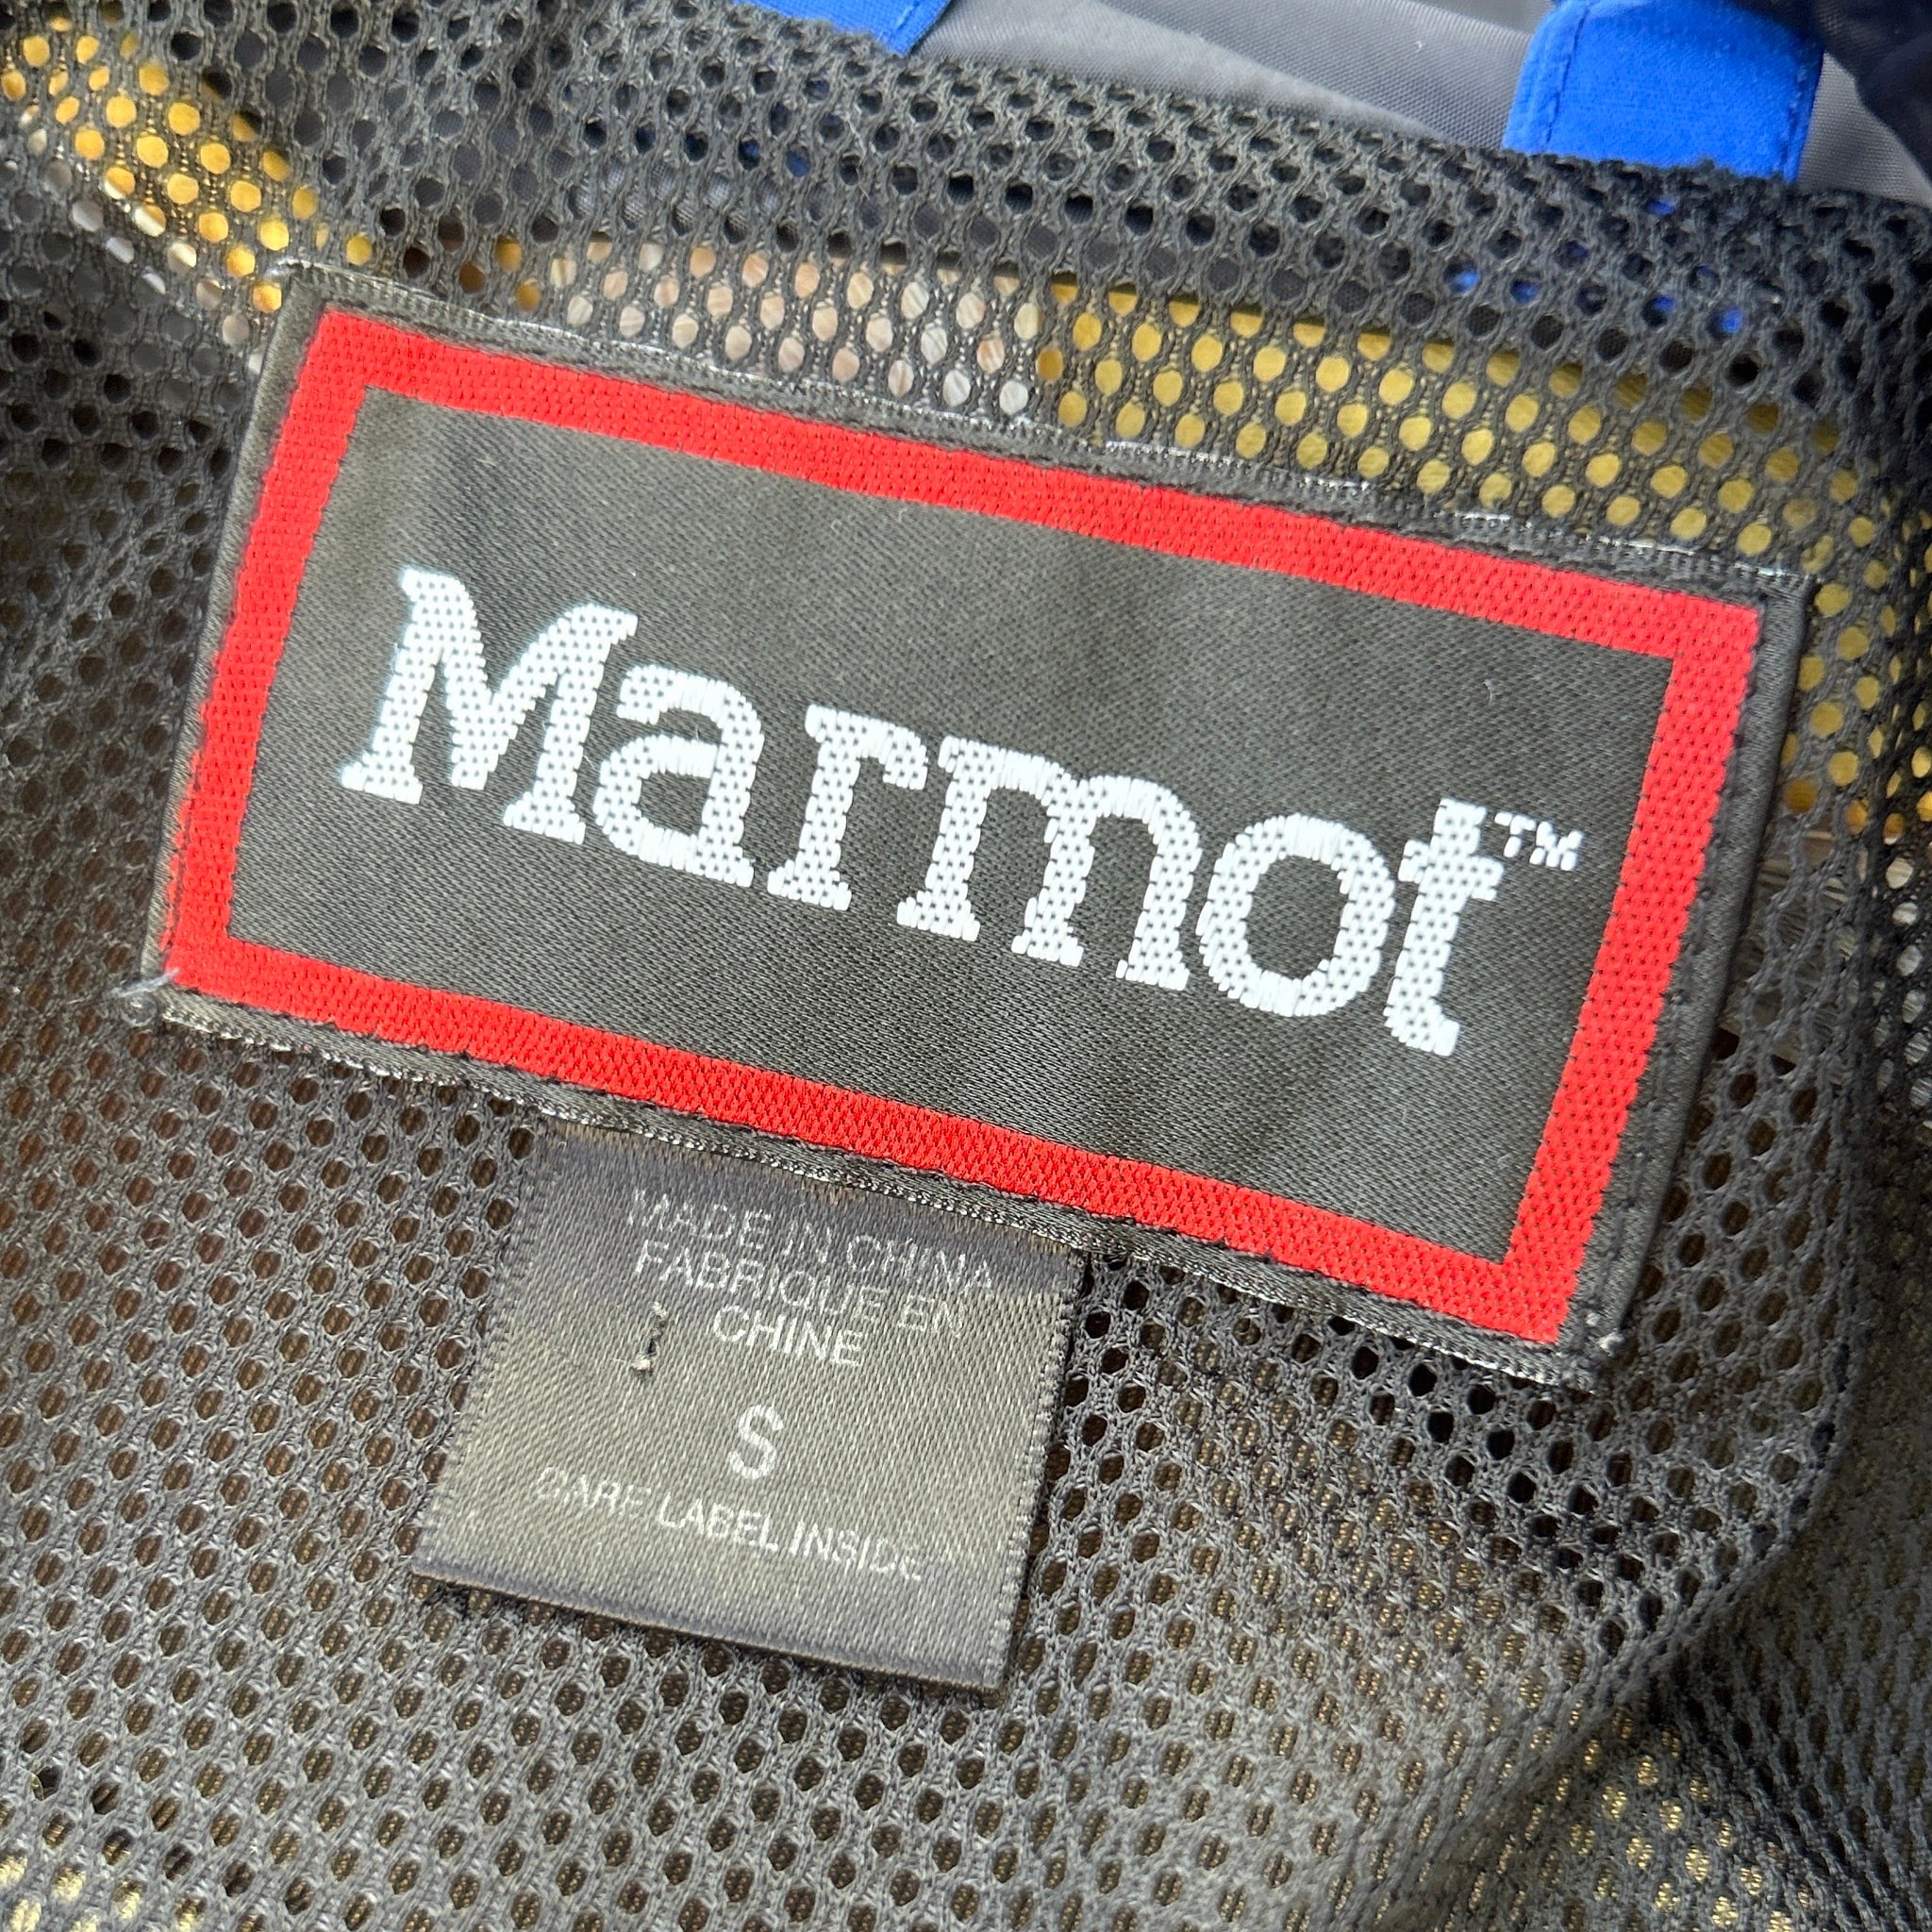 Marmot™
MADE IN CHINA
FABRIQUE EN
CHINE
S
CARE LABEL INSIDE